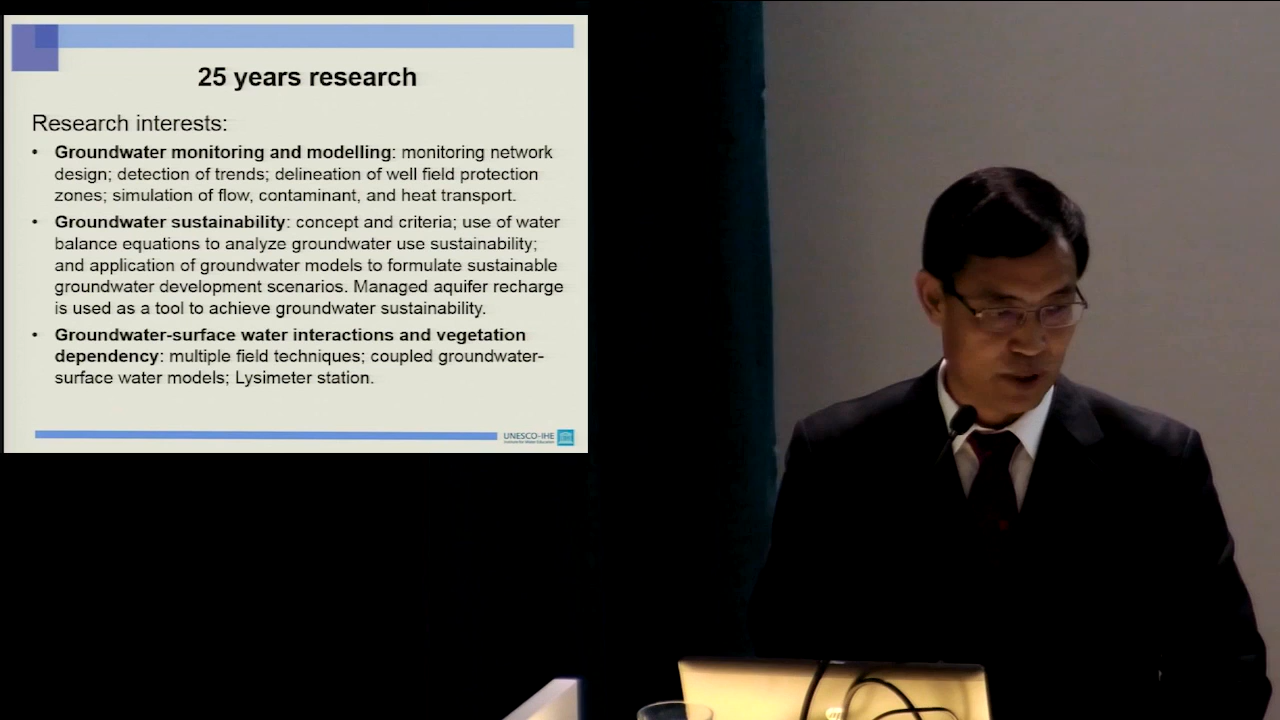 25 years research
Research interests:
• Groundwater monitoring and modelling: monitoring network
design; detection of trends; delineation of well field protection
zones; simulation of flow, contaminant, and heat transport.
• Groundwater sustainability: concept and criteria; use of water
balance equations to analyze groundwater use sustainability;
and application of groundwater models to formulate sustainable
groundwater development scenarios. Managed aquifer recharge
is used as a tool to achieve groundwater sustainability.
• Groundwater-surface water interactions and vegetation
dependency: multiple field techniques; coupled groundwater-
surface water models; Lysimeter station.
UNESCO-IHE
Institute for Water Education